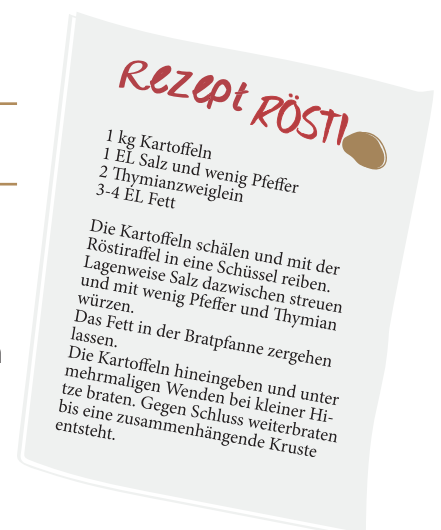 Rezept RÖSTI
1 kg Kartoffeln
1 EL Salz und wenig Pfeffer
2 Thymianzweiglein
3-4 EL Fett
Die Kartoffeln schälen und mit der
Röstiraffel in eine Schüssel reiben.
Lagenweise Salz dazwischen streuen
und mit wenig Pfeffer und Thymian
würzen.
Das Fett in der Bratpfanne zergehen
lassen.
Die Kartoffeln hineingeben und unter
mehrmaligen Wenden bei kleiner Hi-
tze braten. Gegen Schluss weiterbraten
bis eine zusammenhängende Kruste
entsteht.